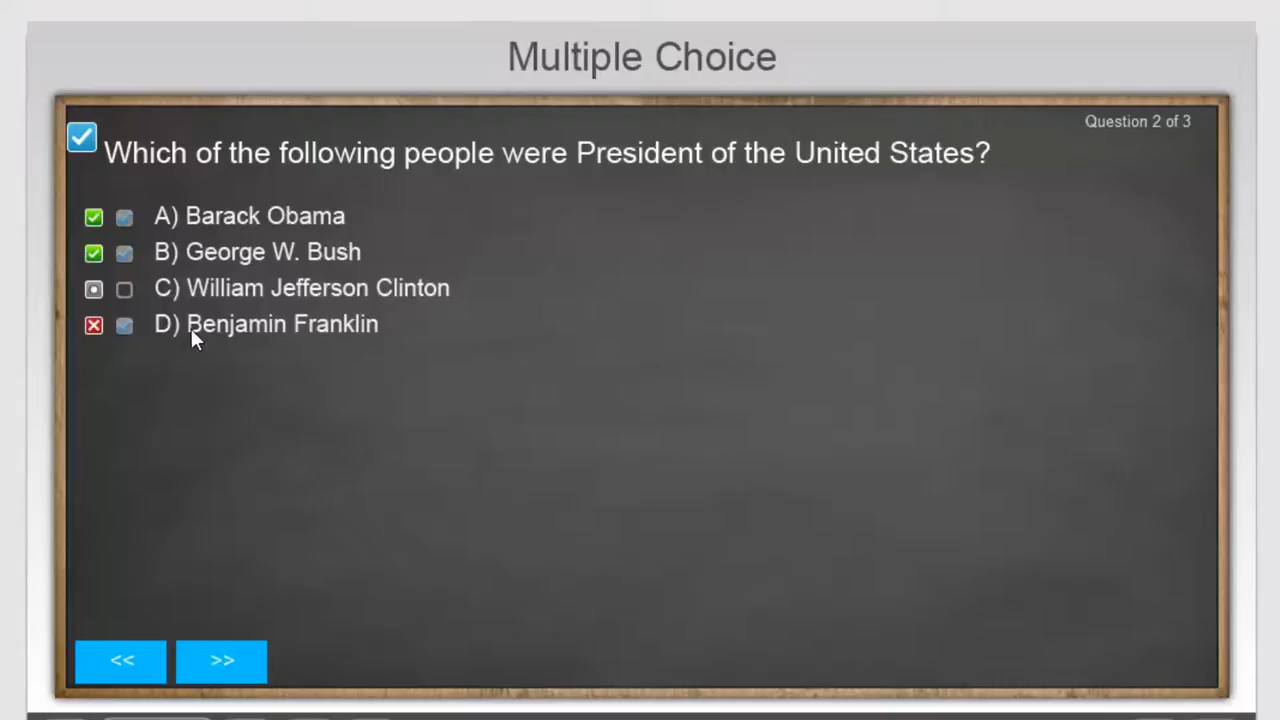 Multiple Choice
Question 2 of 3
Which of the following people were President of the United States?
A) Barack Obama
B) George W. Bush
C) William Jefferson Clinton
D) Benjamin Franklin
<< >>